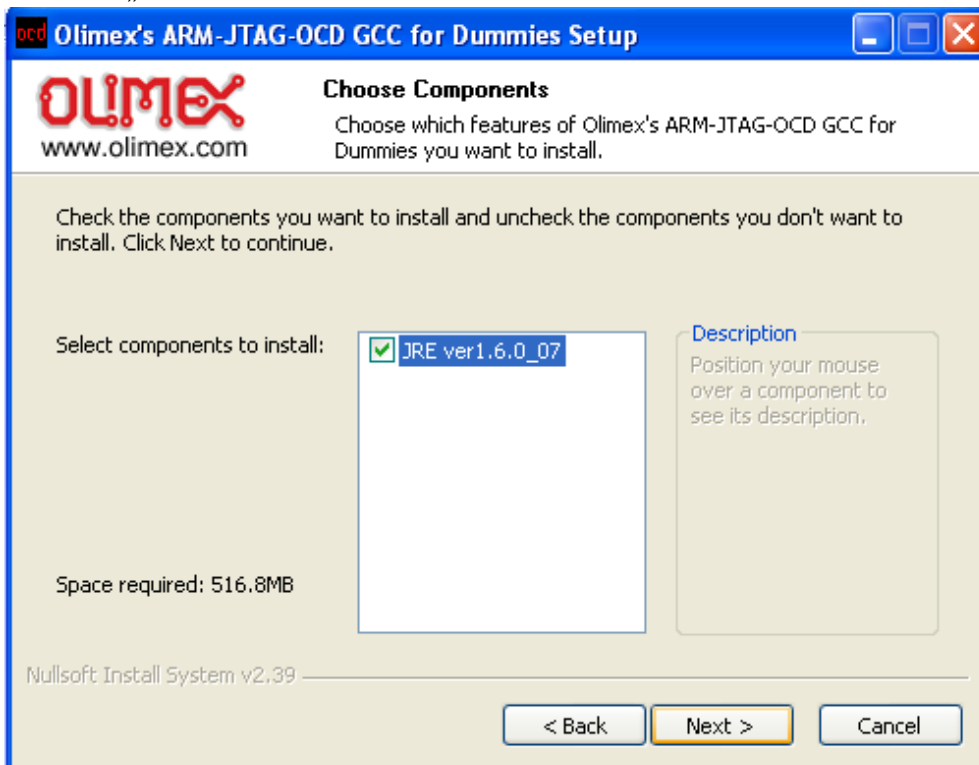 „
ocd Olimex's ARM-JTAG-OCD GCC for Dummies Setup
OLIMEX
www.olimex.com
Choose Components
Choose which features of Olimex's ARM-JTAG-OCD GCC for
Dummies you want to install.
Check the components you want to install and uncheck the components you don't want to
install. Click Next to continue.
Select components to install:
JRE ver1.6.0_07
Description
Position your mouse
over a component to
see its description.
Space required: 516.8MB
Nullsoft Install System v2.39
< Back
Next >
Cancel